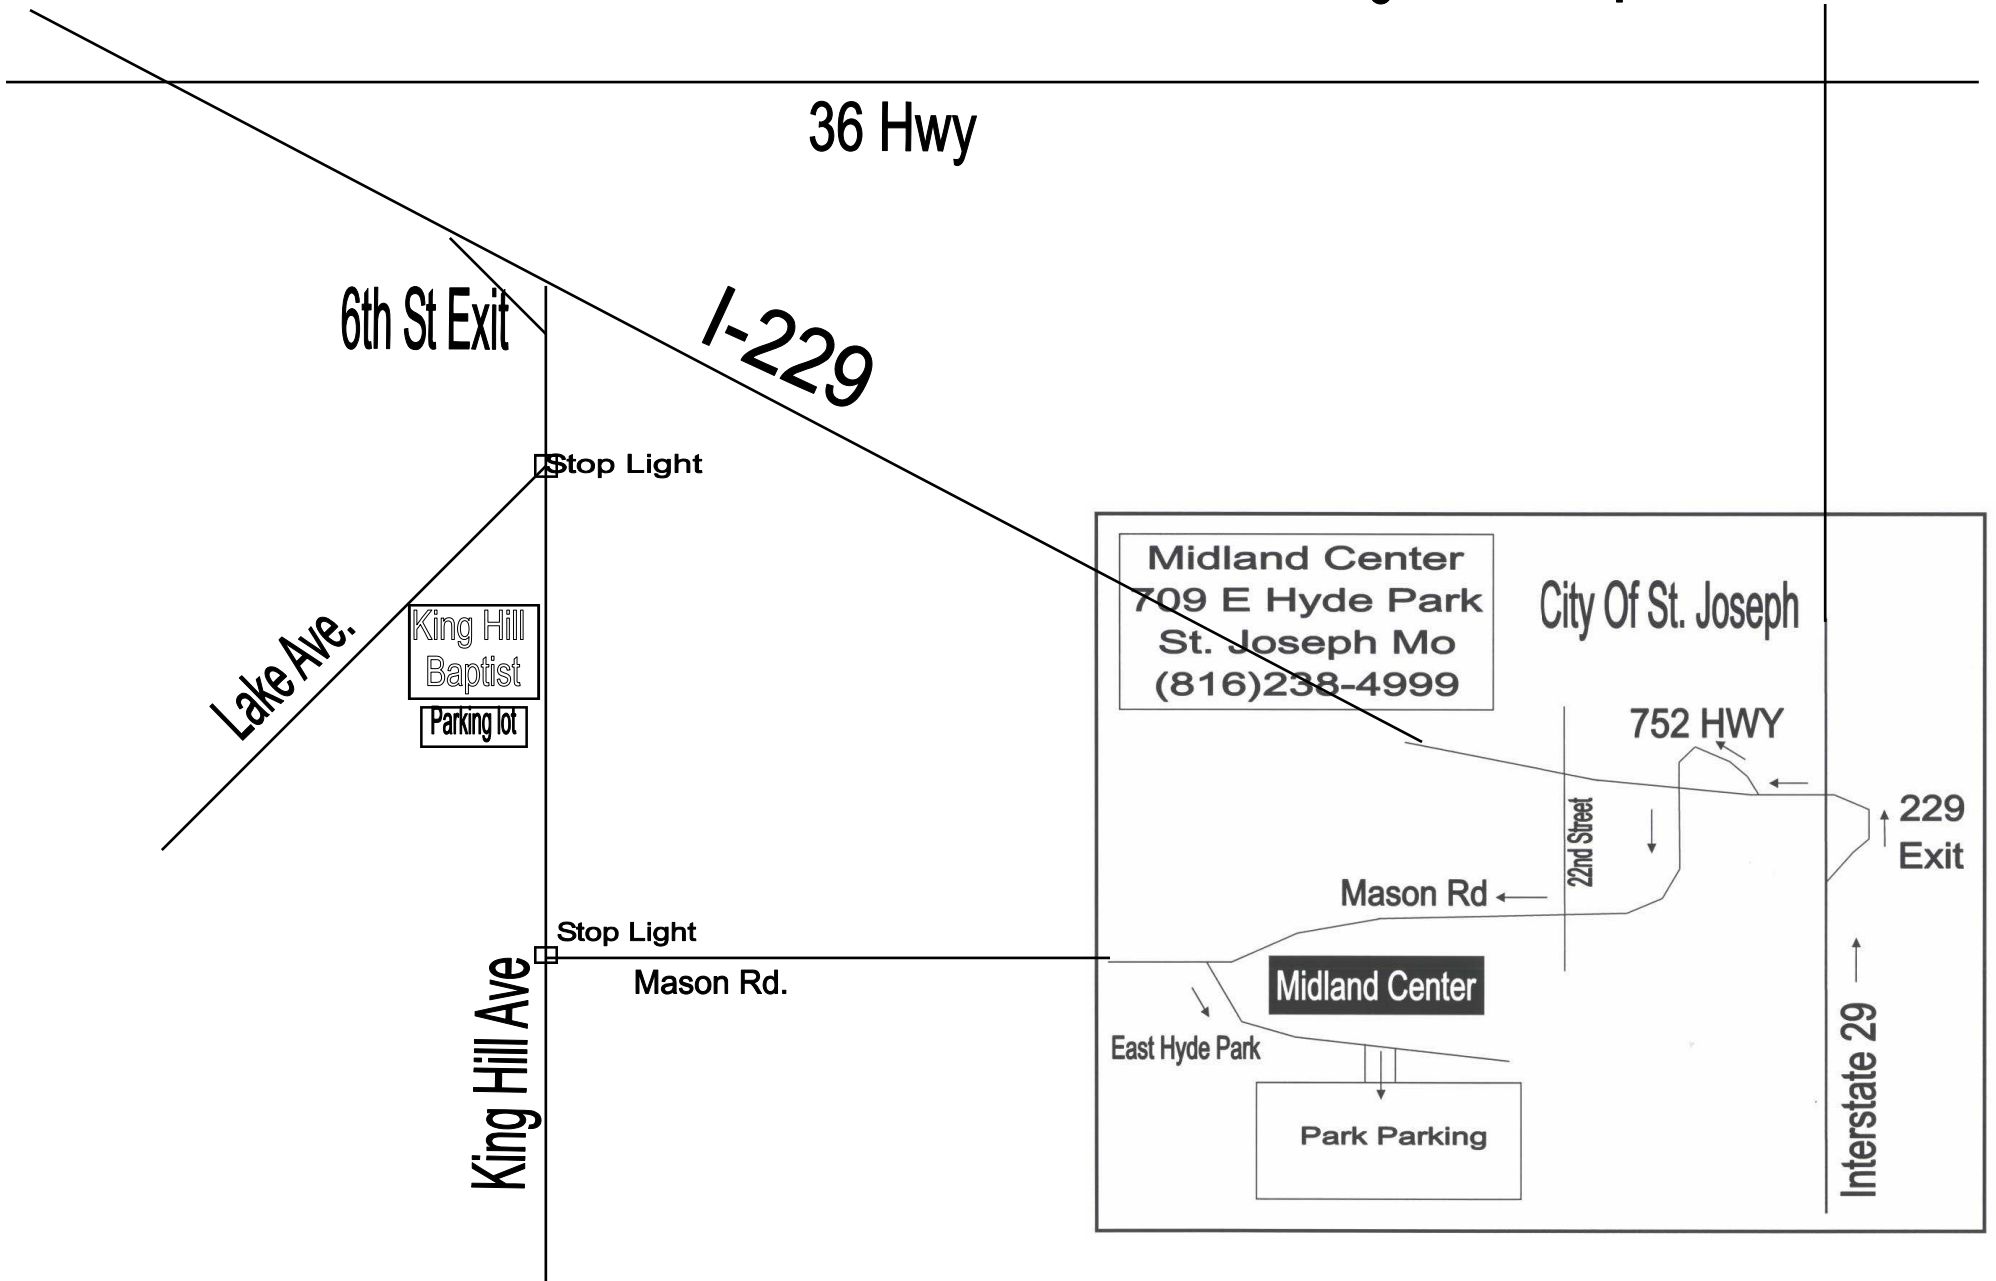 36 Hwy
6th St Exit
I-229
Stop Light
Midland Center
709 E Hyde Park
St. Joseph Mo
(816)238-4999
City Of St. Joseph
King Hill
Baptist
Parking lot
Lake Ave.
752 HWY
229
Exit
22nd Street
Mason Rd
Stop Light
Mason Rd.
King Hill Ave
Midland Center
East Hyde Park
Interstate 29
Park Parking